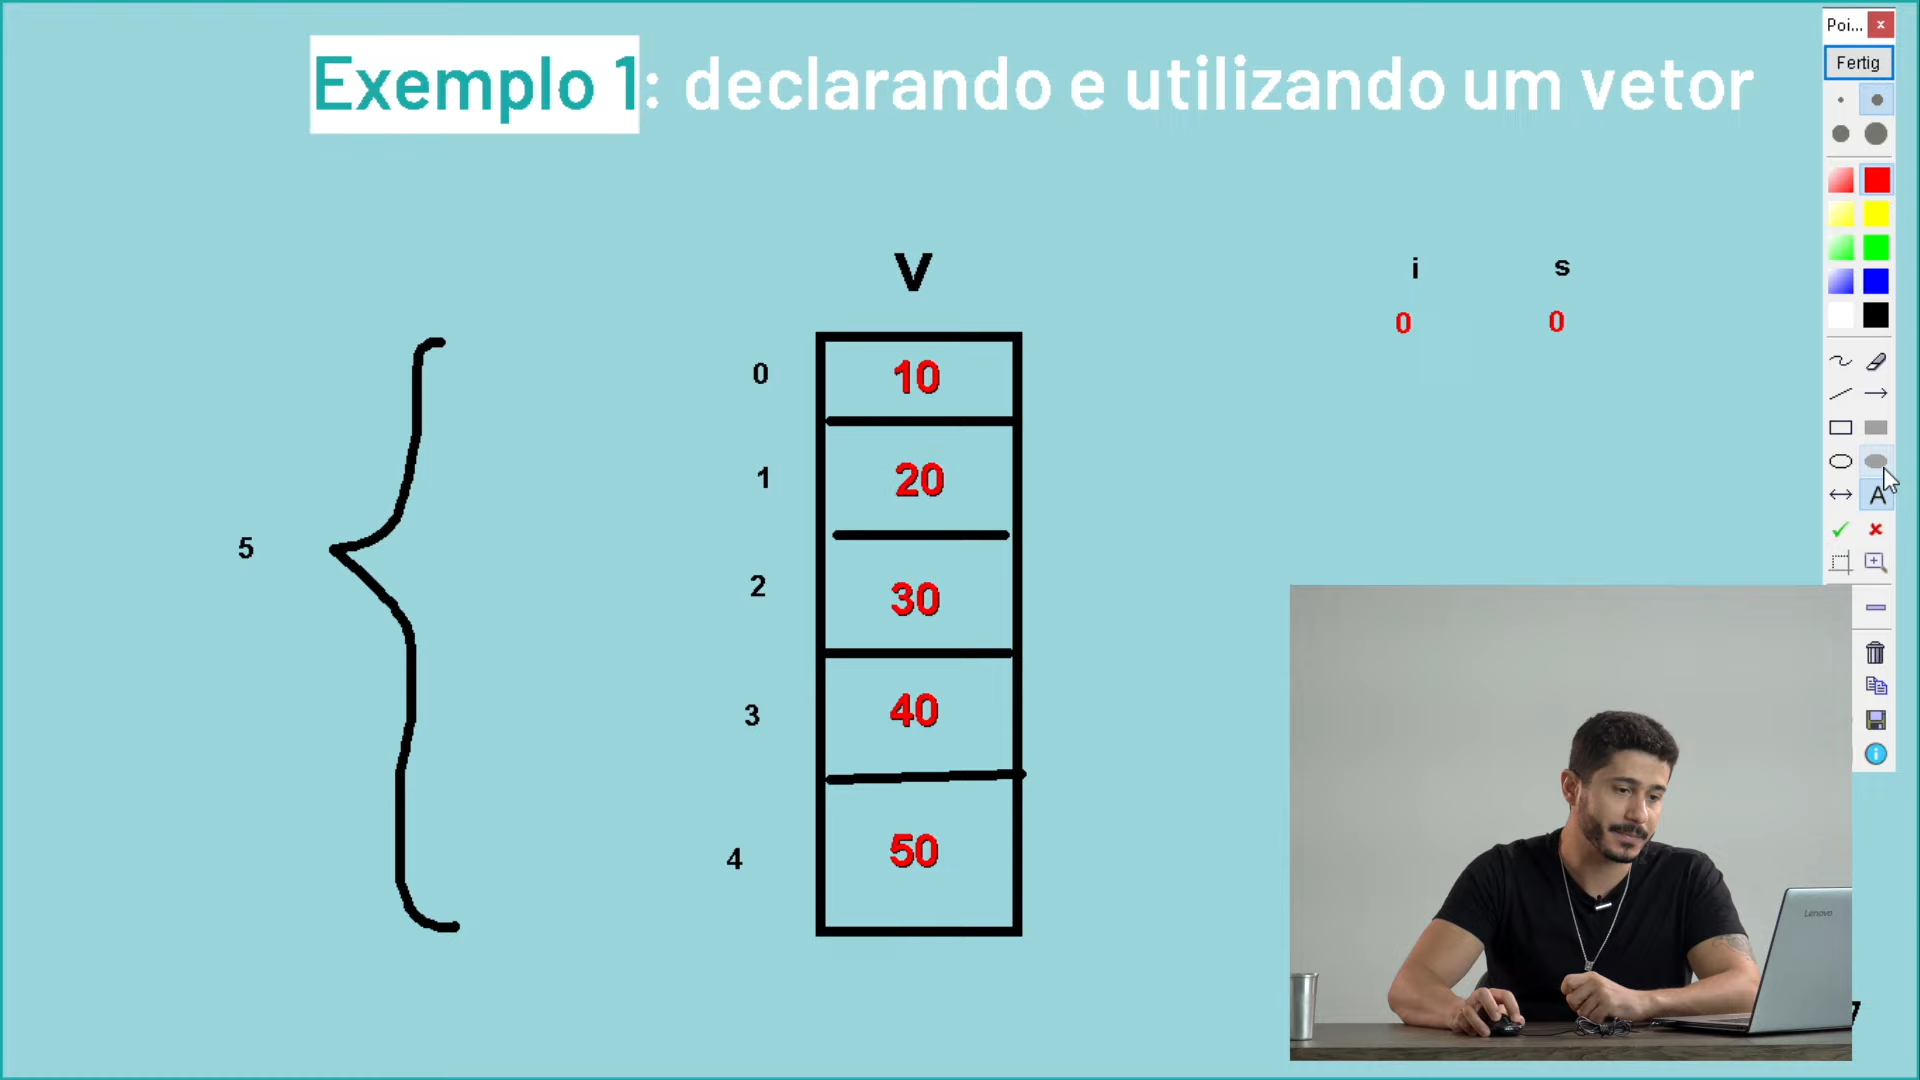 Exemplo 1: declarando e utilizando um vetor
Poi...
Fertig
V
i s
0 0
0 10
1 20
5
2 30
3 40
4 50
A
Lenovo